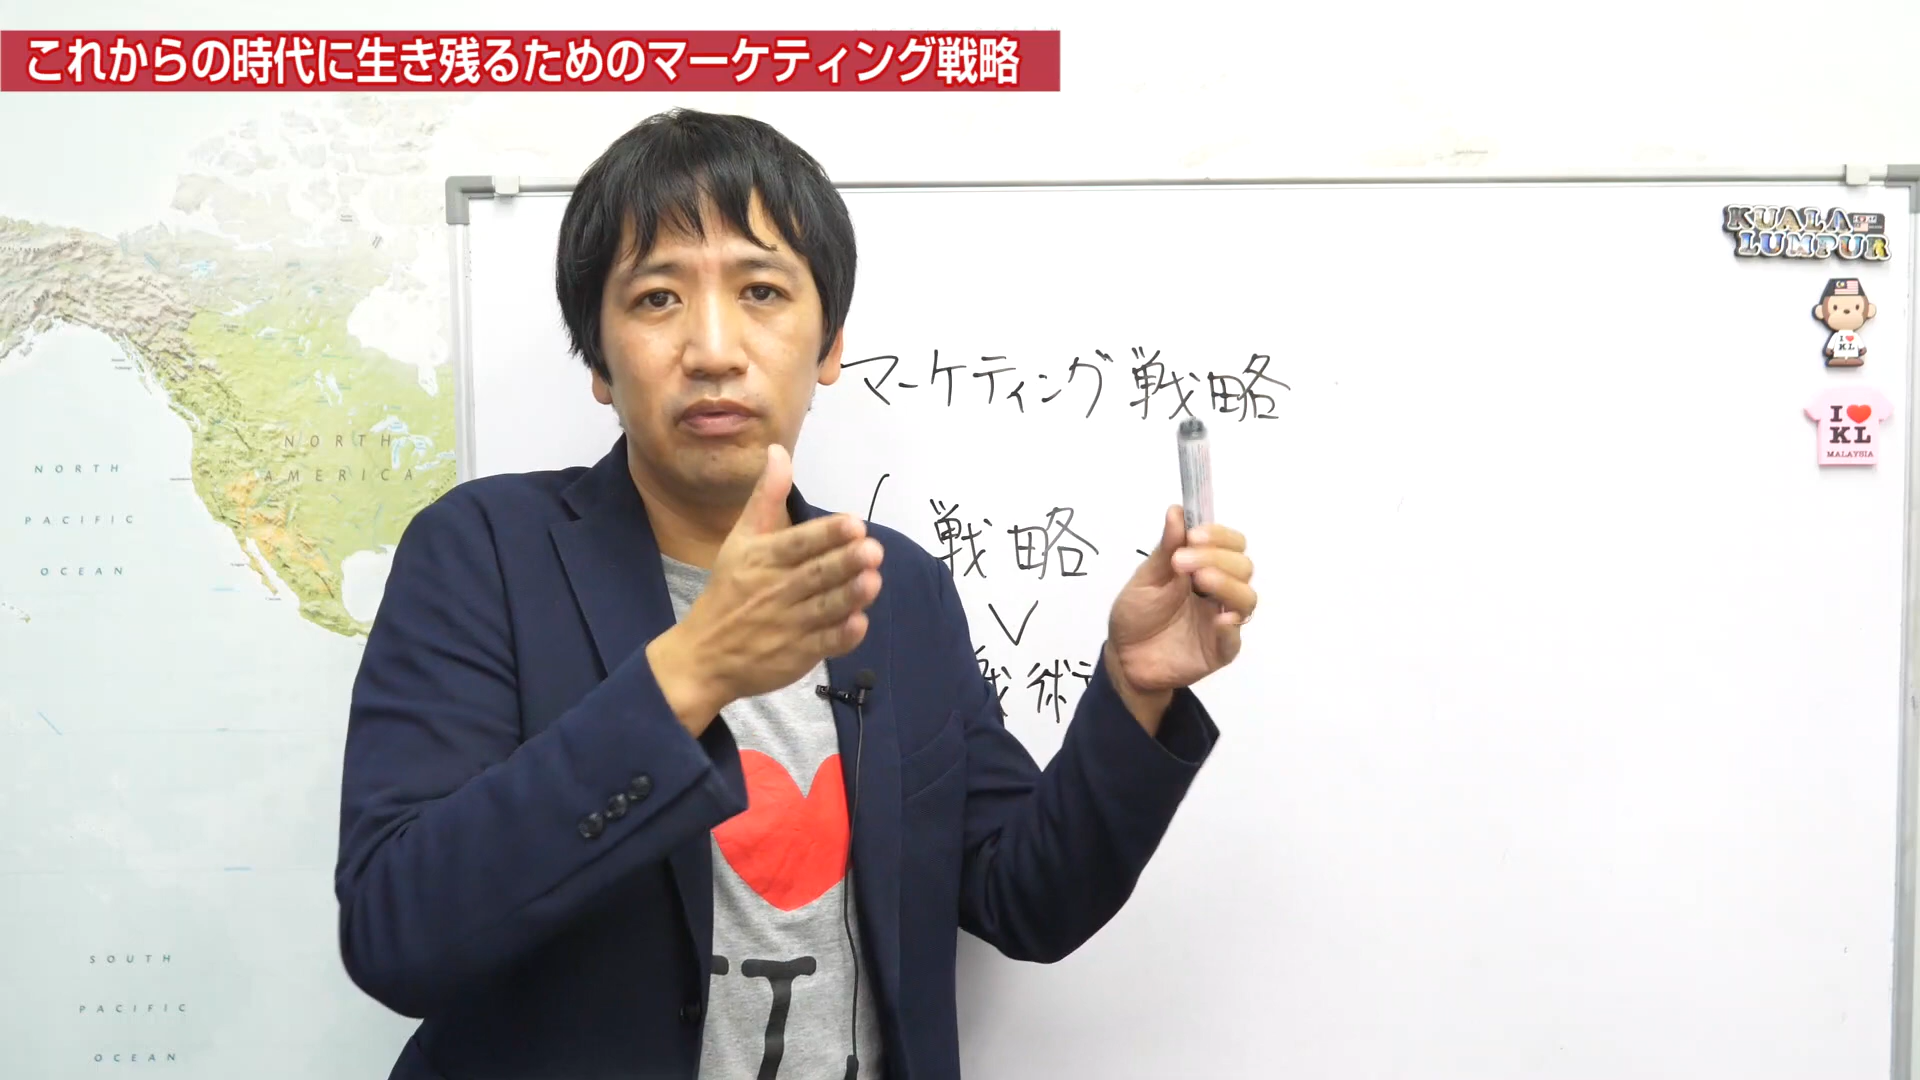 これからの時代に生き残るためのマーケティング戦略
KUALA
LUMPUR
I
KL
I ♥
KL
MALAYSIA
マーケティング戦略
戦略
戦術
NORTH
AMERICA
NORTH
PACIFIC
OCEAN
SOUTH
PACIFIC
OCEAN